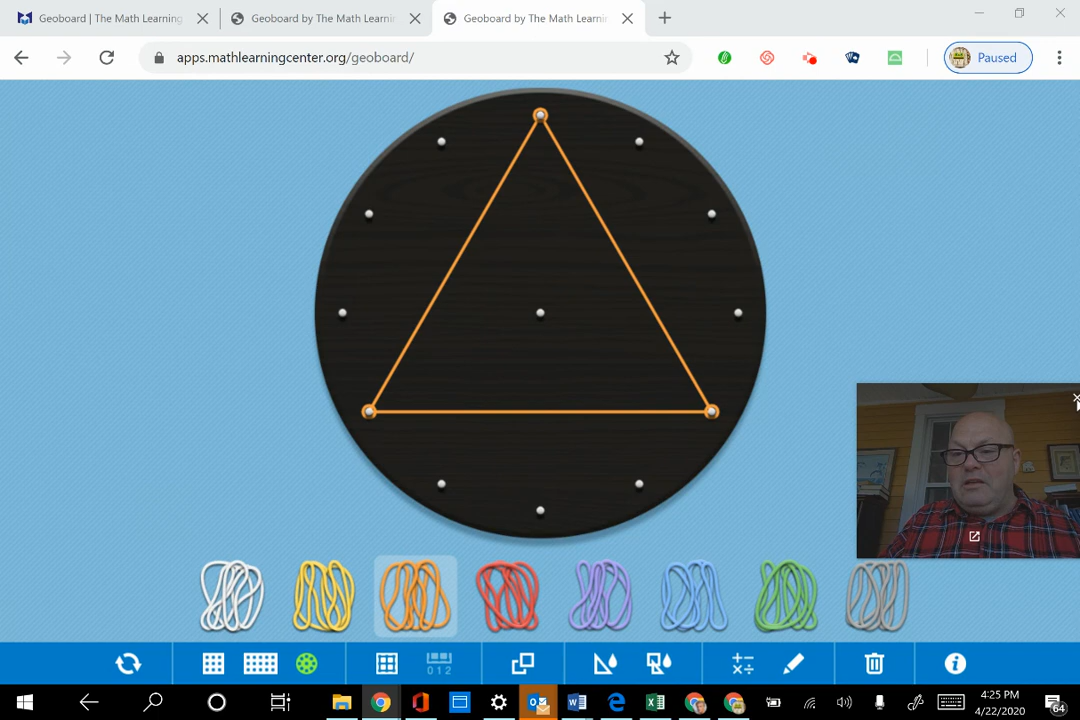 Geoboard | The Math Learning
Geoboard by The Math Learnin
Geoboard by The Math Learnin
apps.mathlearningcenter.org/geoboard/
Paused
0 1 2
4:25 PM
4/22/2020
64